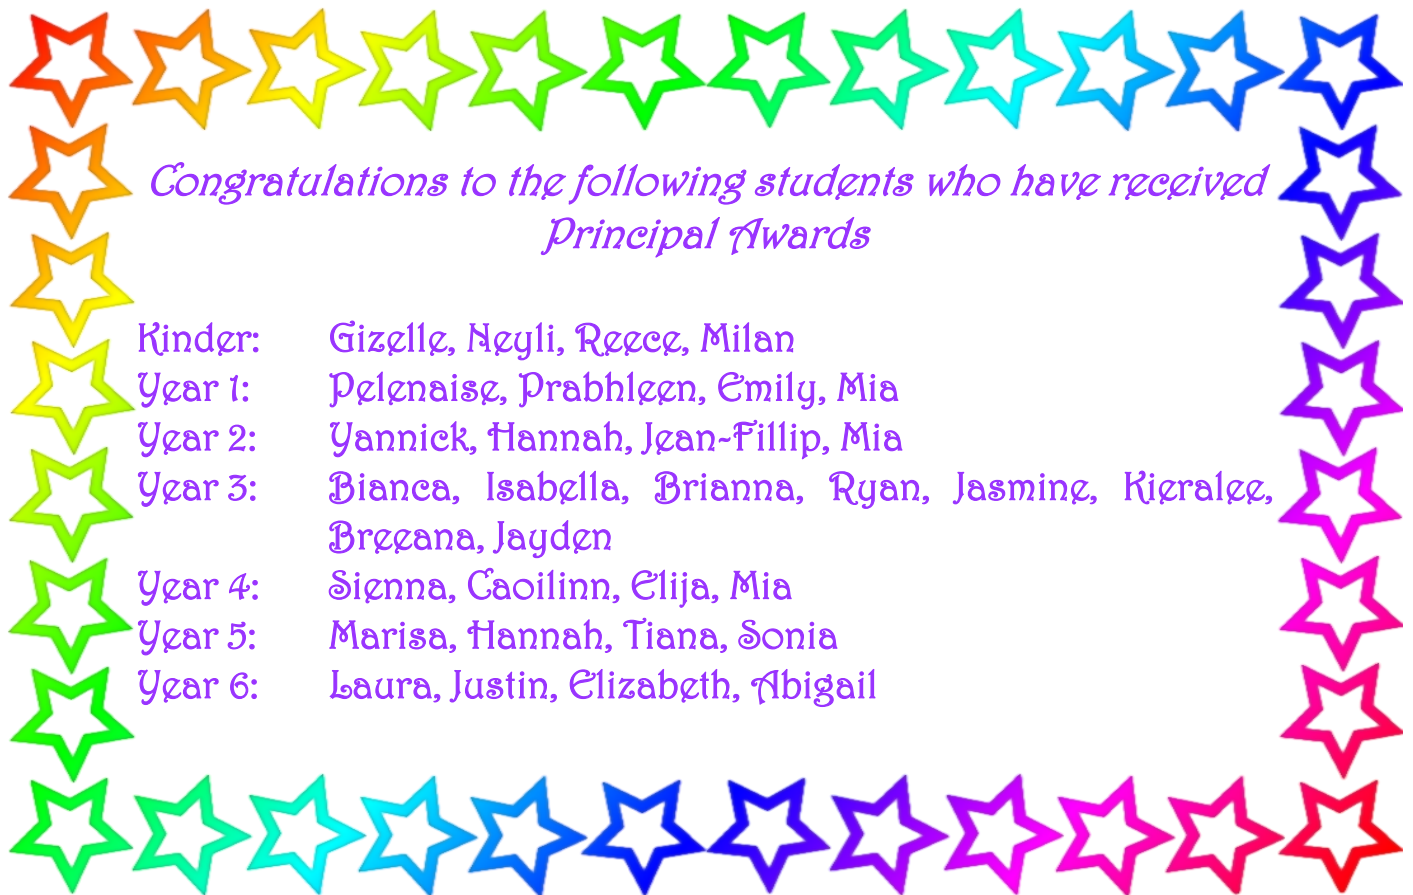 Congratulations to the following students who have received
Principal Awards
Kinder: Gizelle, Neyli, Reece, Milan
Year 1: Pelenaise, Prabhleen, Emily, Mia
Year 2: Yannick, Hannah, Jean-Fillip, Mia
Year 3: Bianca, Isabella, Brianna, Ryan, Jasmine, Kieralee,
Breeana, Jayden
Year 4: Sienna, Caoilinn, Elija, Mia
Year 5: Marisa, Hannah, Tiana, Sonia
Year 6: Laura, Justin, Elizabeth, Abigail